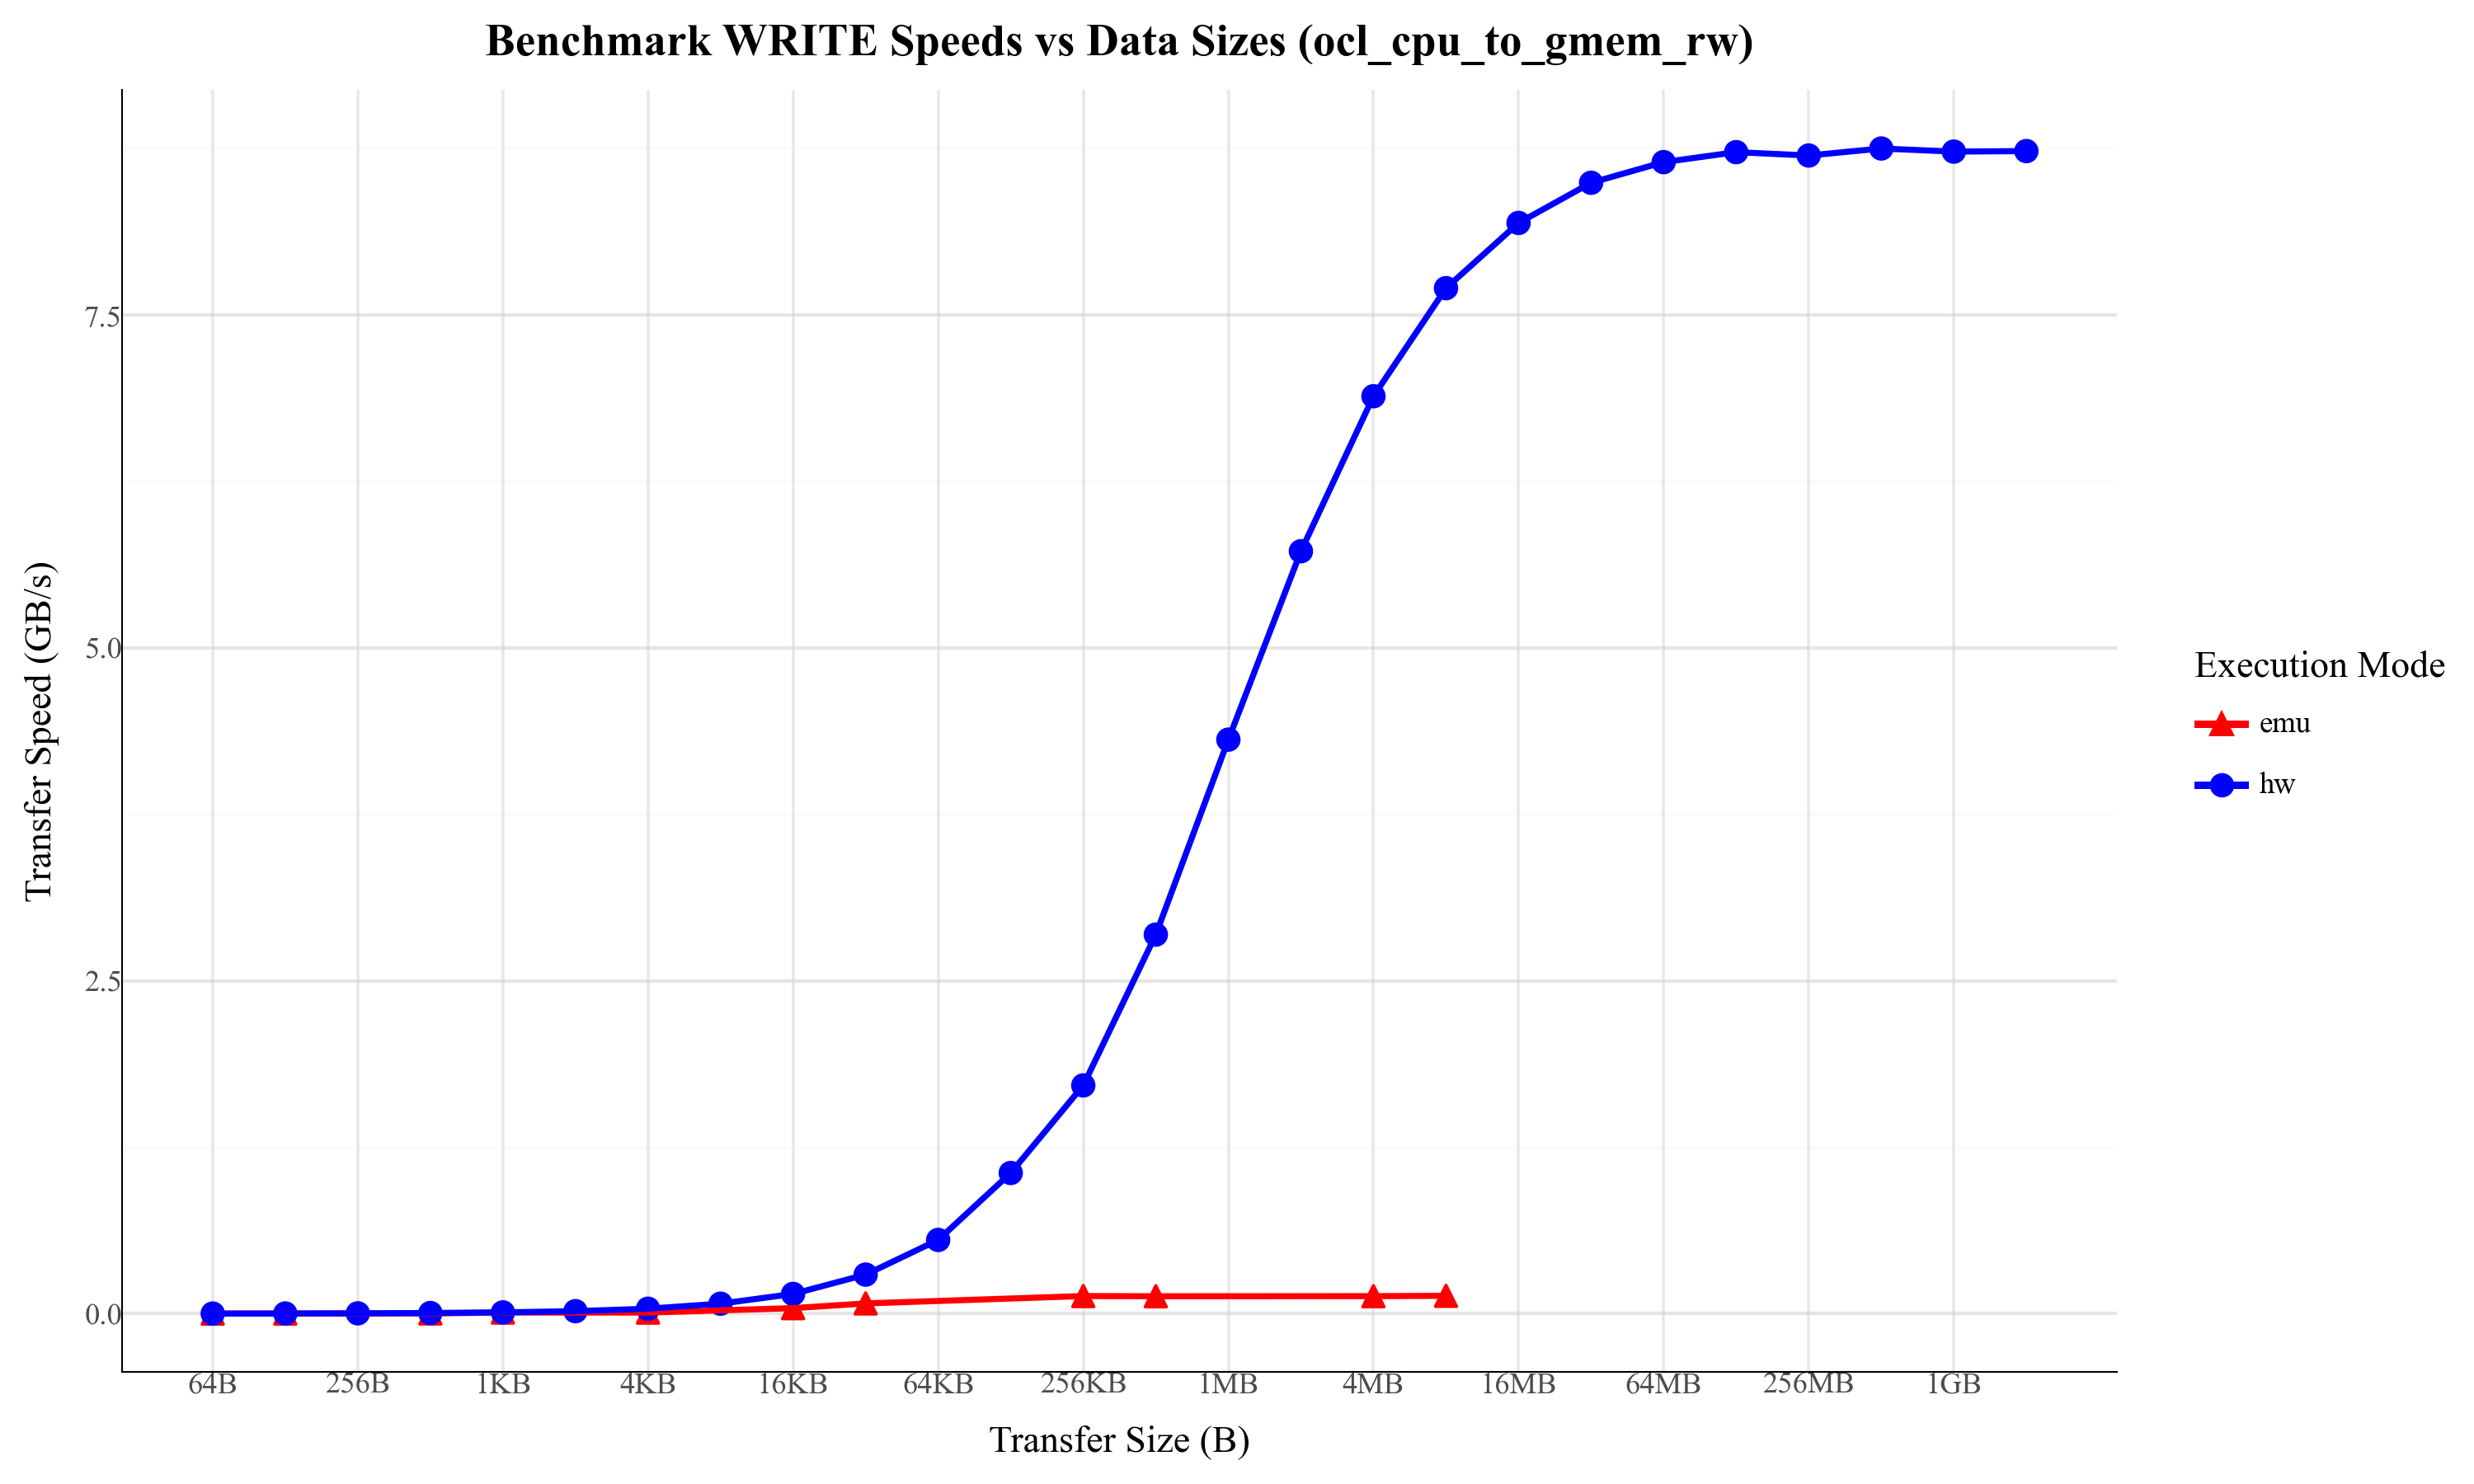 Benchmark WRITE Speeds vs Data Sizes (ocl_cpu_to_gmem_rw)
Transfer Speed (GB/s)
7.5
5.0
2.5
0.0
64B 256B 1KB 4KB 16KB 64KB 256KB 1MB 4MB 16MB 64MB 256MB 1GB
Transfer Size (B)
Execution Mode
emu
hw